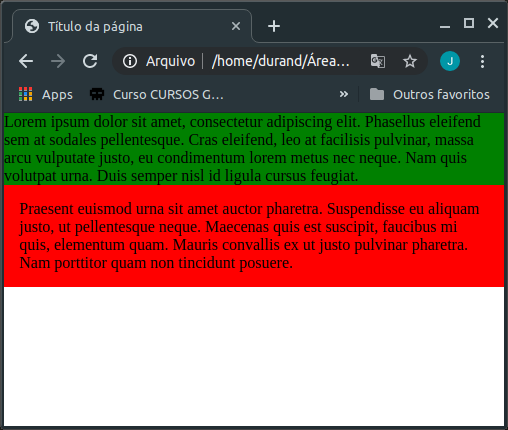 Título da página
Arquivo
/home/durand/Área...
J
Apps
Curso CURSOS G...
»
Outros favoritos
Lorem ipsum dolor sit amet, consectetur adipiscing elit. Phasellus eleifend
sem at sodales pellentesque. Cras eleifend, leo at facilisis pulvinar, massa
arcu vulputate justo, eu condimentum lorem metus nec neque. Nam quis
volutpat urna. Duis semper nisl id ligula cursus feugiat.
Praesent euismod urna sit amet auctor pharetra. Suspendisse eu aliquam
justo, ut pellentesque neque. Maecenas quis est suscipit, faucibus mi
quis, elementum quam. Mauris convallis ex ut justo pulvinar pharetra.
Nam porttitor quam non tincidunt posuere.